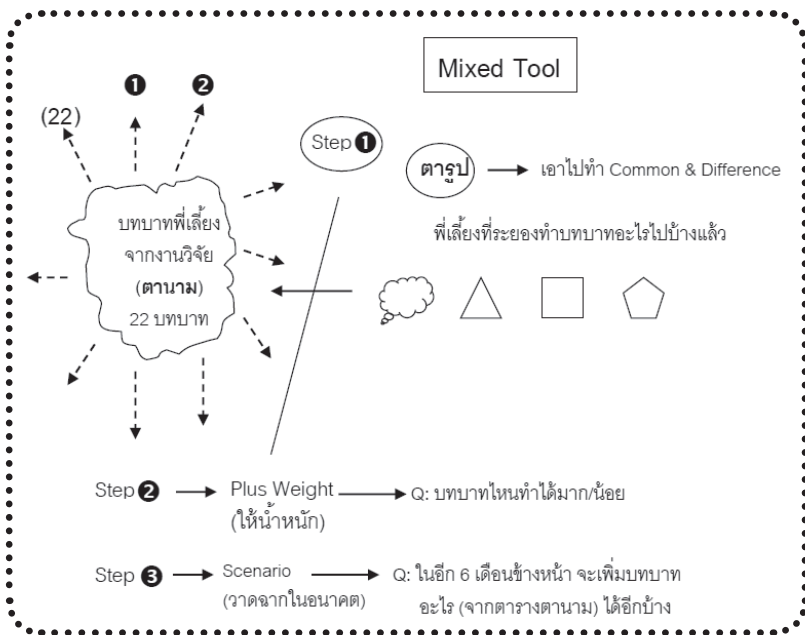 Mixed Tool
❶ ❷
(22)
Step ❶
ตารูป
เอาไปทำ Common & Difference
บทบาทพี่เลี้ยง
จากงานวิจัย
(ตานาม)
22 บทบาท
พี่เลี้ยงที่ระยองทำบทบาทอะไรไปบ้างแล้ว
Step ❷ Plus Weight Q: บทบาทไหนทำได้มาก/น้อย
(ให้น้ำหนัก)
Step ❸ Scenario Q: ในอีก 6 เดือนข้างหน้า จะเพิ่มบทบาท
(วาดฉากในอนาคต) อะไร (จากตารางตานาม) ได้อีกบ้าง